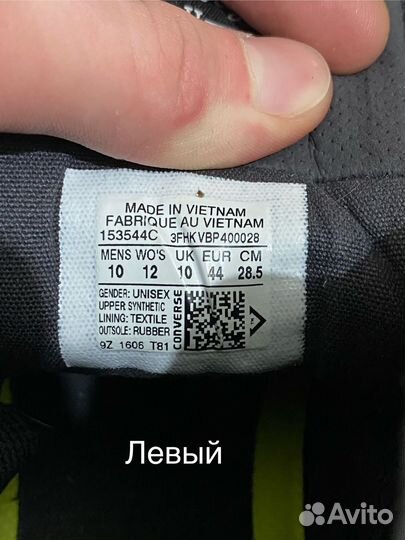 MADE IN VIETNAM
FABRIQUE AU VIETNAM
153544C 3FHKVBP400028
MENS WO'S UK EUR CM
10 12 10 44 28.5
GENDER: UNISEX
UPPER: SYNTHETIC
LINING: TEXTILE
OUTSOLE: RUBBER
9Z 1606 T81
CONVERSE
Левый
Avito